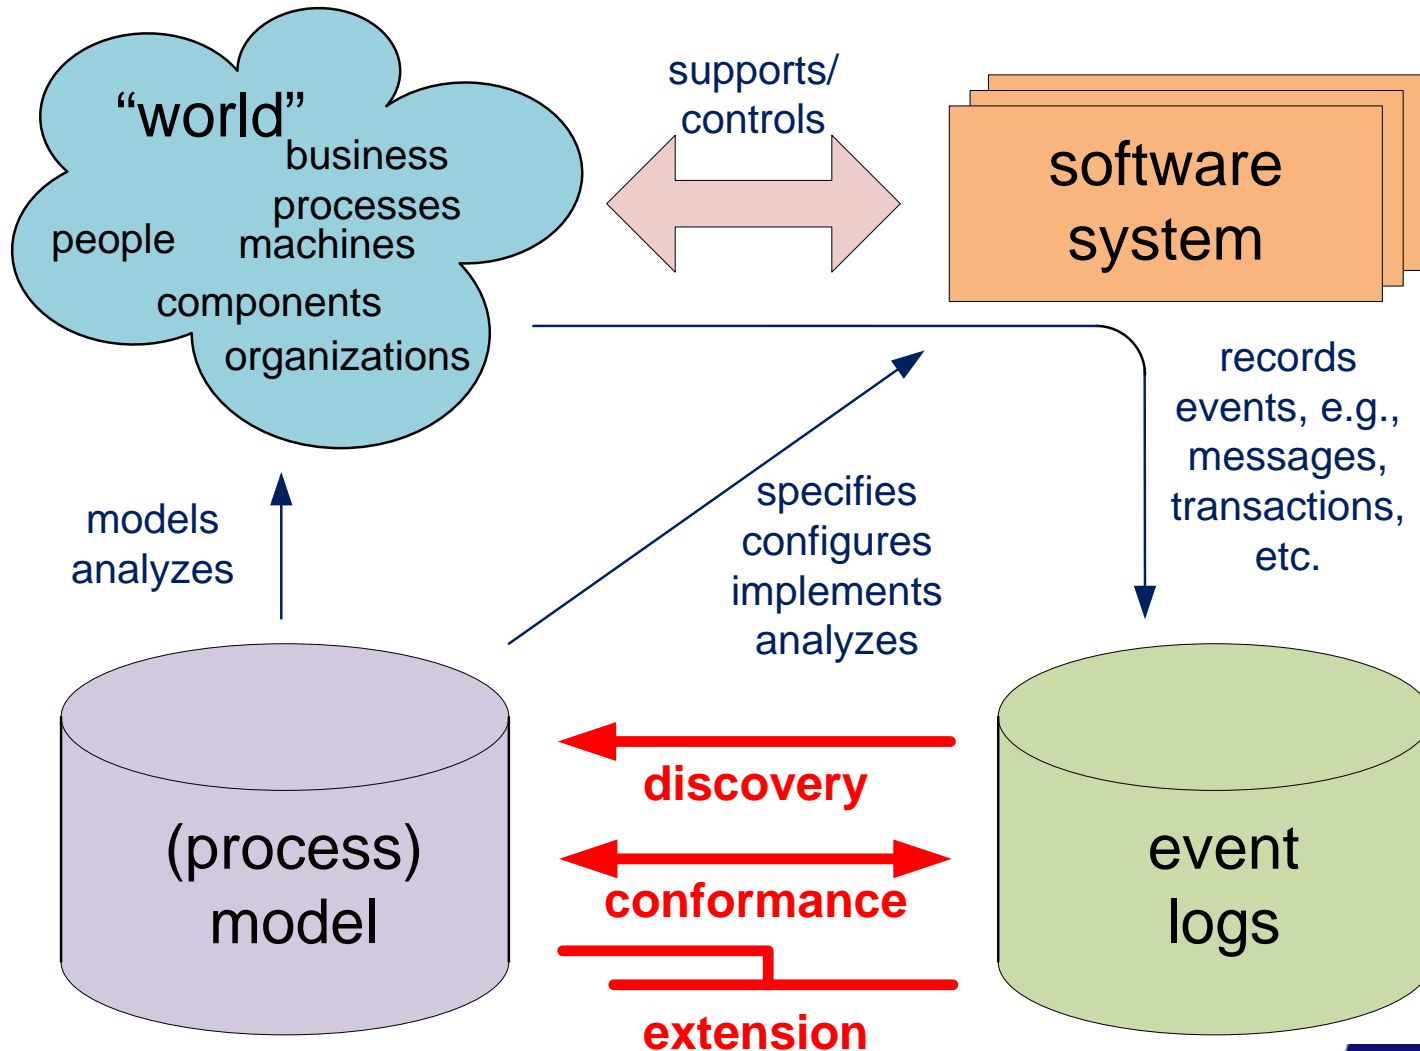 “world”
business
processes
people
machines
components
organizations
supports/
controls
software
system
records
events, e.g.,
messages,
transactions,
etc.
models
analyzes
specifies
configures
implements
analyzes
(process)
model
discovery
conformance
extension
event
logs